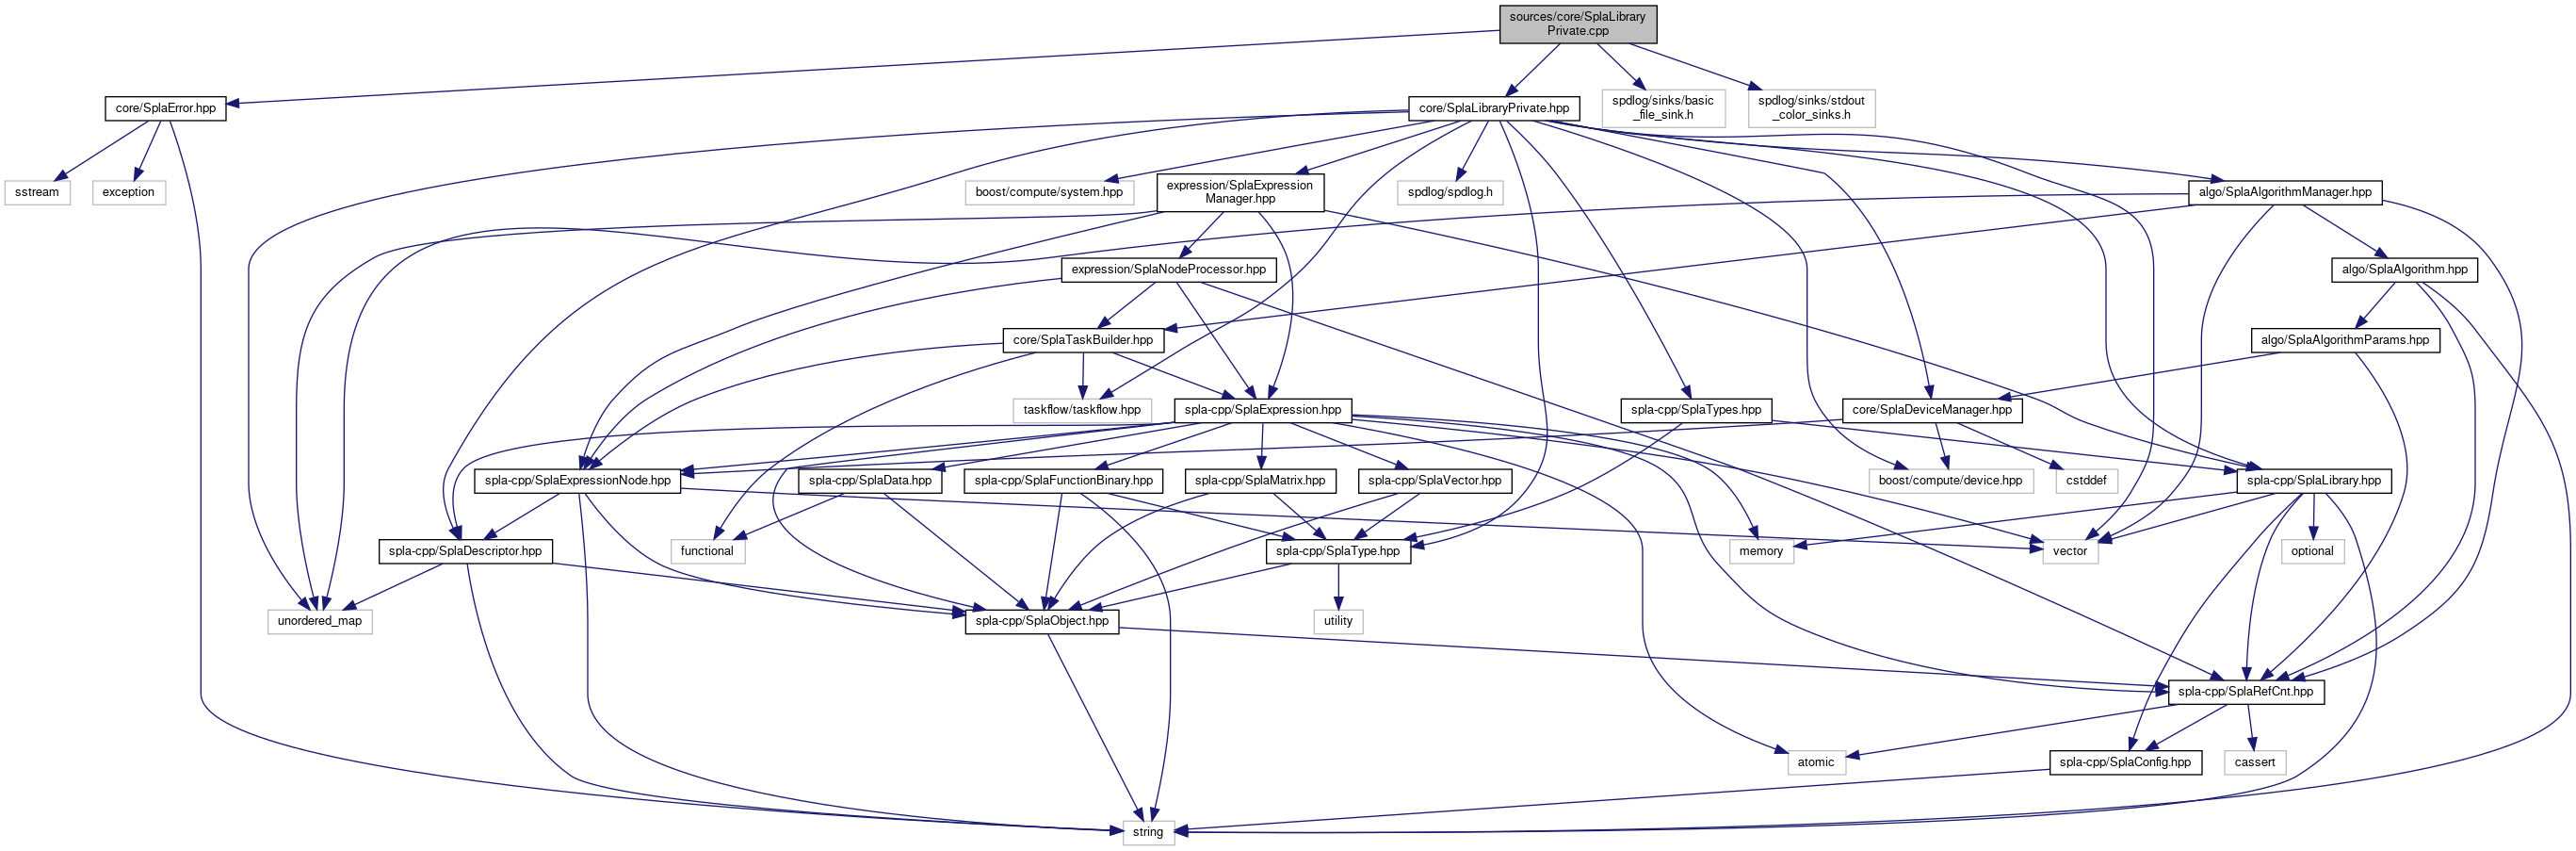 sources/core/SplaLibrary
Private.cpp
core/SplaError.hpp
core/SplaLibraryPrivate.hpp
spdlog/sinks/basic
_file_sink.h
spdlog/sinks/stdout
_color_sinks.h
sstream
exception
boost/compute/system.hpp
expression/SplaExpression
Manager.hpp
spdlog/spdlog.h
algo/SplaAlgorithmManager.hpp
expression/SplaNodeProcessor.hpp
algo/SplaAlgorithm.hpp
core/SplaTaskBuilder.hpp
algo/SplaAlgorithmParams.hpp
taskflow/taskflow.hpp
spla-cpp/SplaExpression.hpp
spla-cpp/SplaTypes.hpp
core/SplaDeviceManager.hpp
spla-cpp/SplaExpressionNode.hpp
spla-cpp/SplaData.hpp
spla-cpp/SplaFunctionBinary.hpp
spla-cpp/SplaMatrix.hpp
spla-cpp/SplaVector.hpp
boost/compute/device.hpp
cstddef
spla-cpp/SplaLibrary.hpp
spla-cpp/SplaDescriptor.hpp
functional
spla-cpp/SplaType.hpp
memory
vector
optional
unordered_map
spla-cpp/SplaObject.hpp
utility
spla-cpp/SplaRefCnt.hpp
atomic
spla-cpp/SplaConfig.hpp
cassert
string